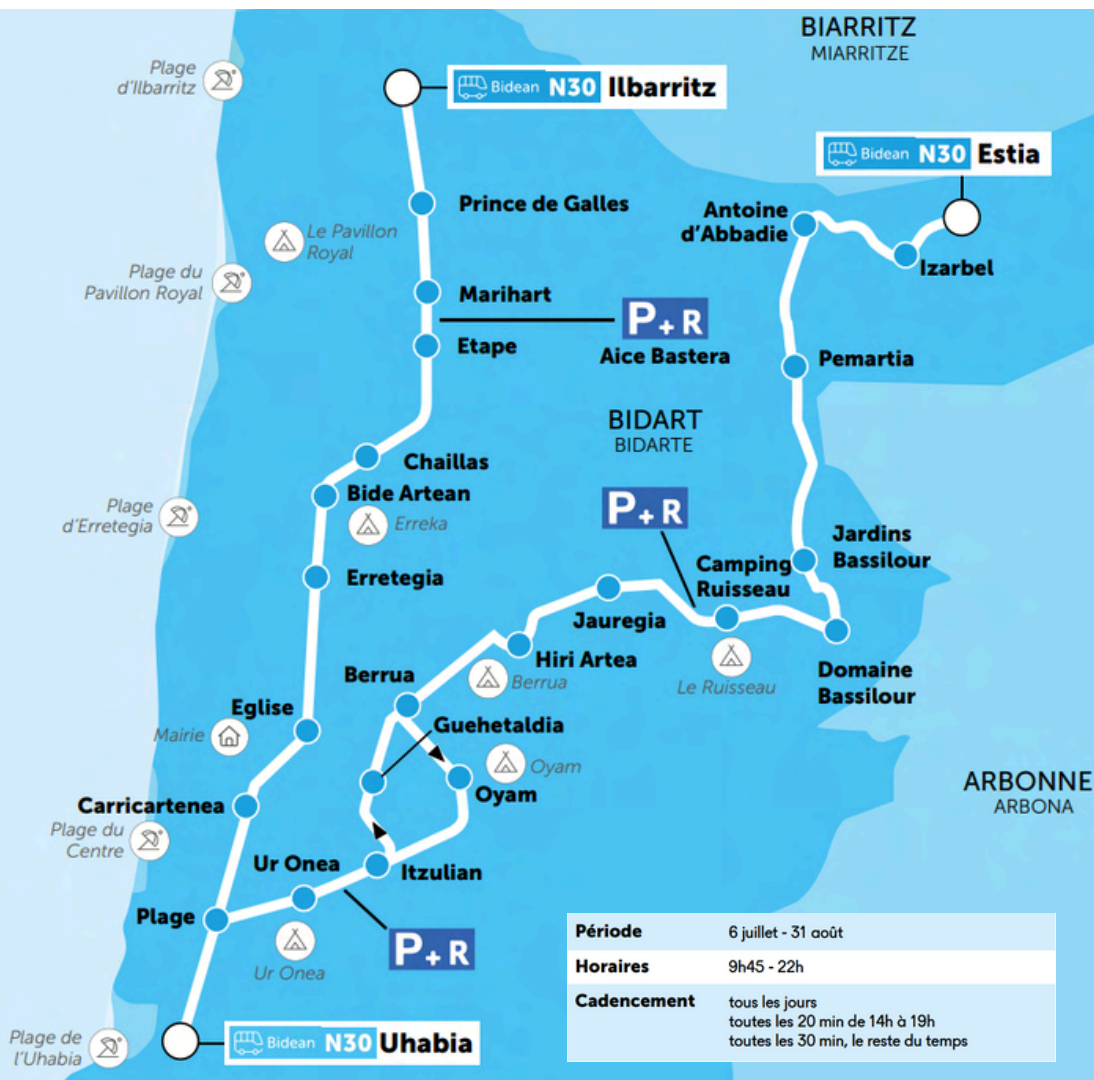 BIARRITZ
MIARRITZE
Plage
d'Ilbarritz
Bidean N30 Ilbarritz
Bidean N30 Estia
Prince de Galles
Antoine
d'Abbadie
Le Pavillon
Royal
Izarbel
Plage du
Pavillon Royal
Marihart
P+R
Etape
Aice Bastera
Pemartia
BIDART
BIDARTE
Chaillas
Bide Artean
P+R
Plage
d'Erretegia
Erreka
Jardins
Bassilour
Camping
Ruisseau
Erretegia
Jauregia
Hiri Artea
Berrua
Berrua
Le Ruisseau
Domaine
Bassilour
Eglise
Mairie
Guehetaldia
Oyam
Oyam
ARBONNE
ARBONA
Carricartenea
Plage du
Centre
Ur Onea
Itzulian
Plage
P+R
Ur Onea
Période 6 juillet - 31 août
Horaires 9h45 - 22h
Cadencement tous les jours
toutes les 20 min de 14h à 19h
toutes les 30 min, le reste du temps
Plage de
l'Uhabia
Bidean N30 Uhabia